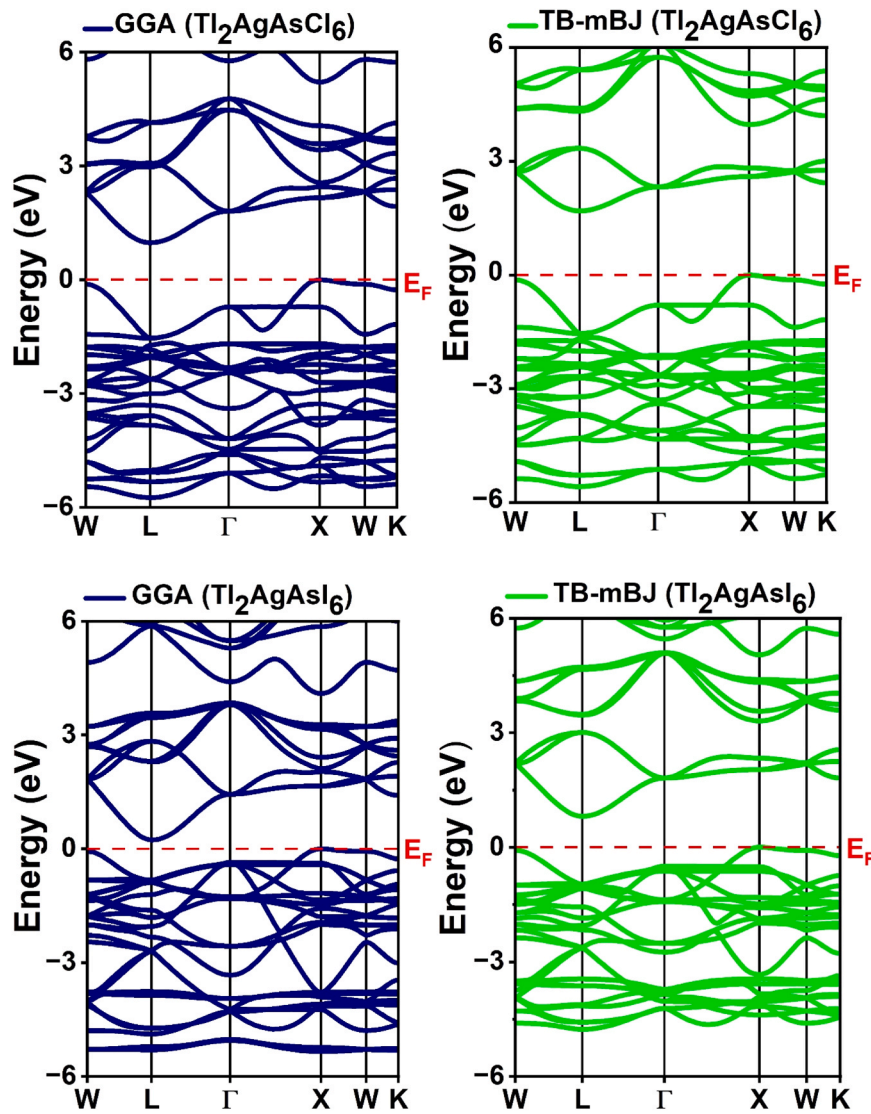 GGA (Tl2AgAsCl6)
6
3
0
−3
−6
Energy (eV)
EF
W L Γ X W K
TB-mBJ (Tl2AgAsCl6)
6
3
0
−3
−6
Energy (eV)
EF
W L Γ X W K
GGA (Tl2AgAsI6)
6
3
0
−3
−6
Energy (eV)
EF
W L Γ X W K
TB-mBJ (Tl2AgAsI6)
6
3
0
−3
−6
Energy (eV)
EF
W L Γ X W K